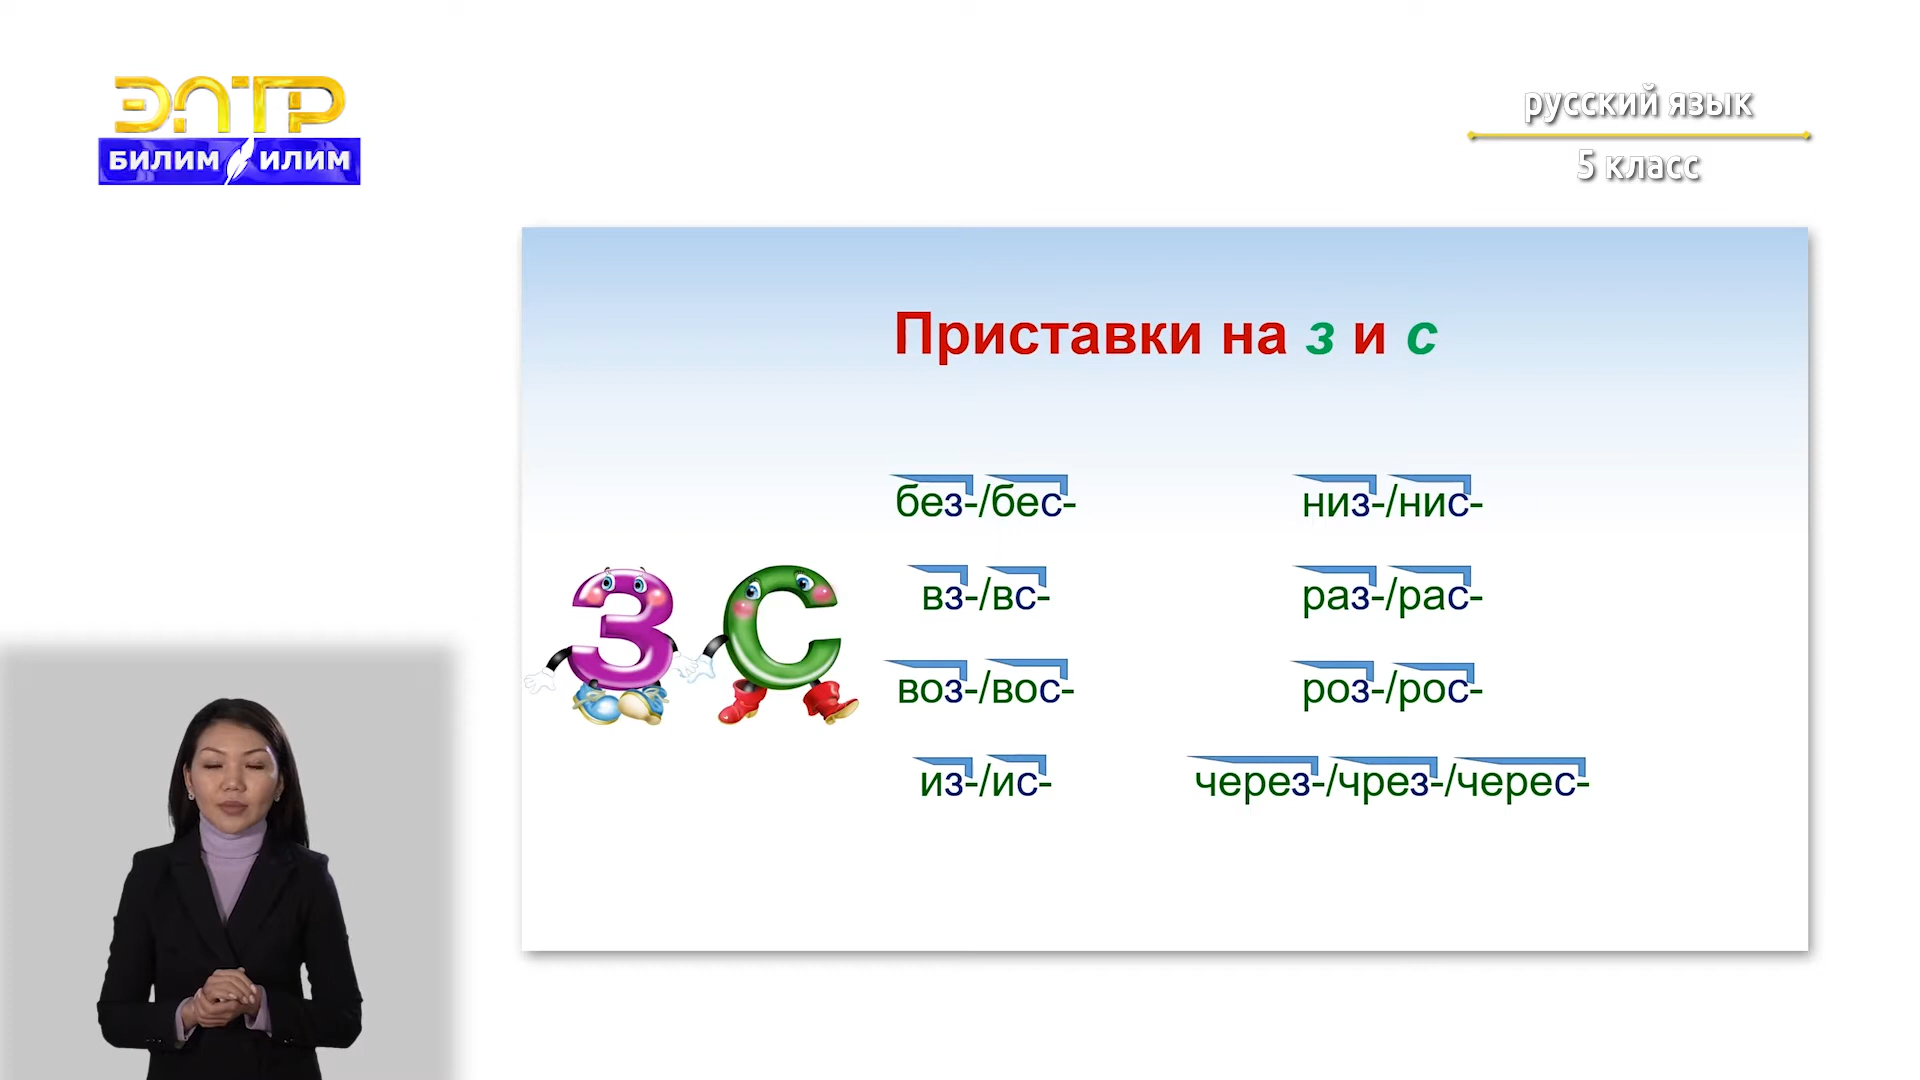 ЭЛТР
БИЛИМ ИЛИМ
русский язык
5 класс
Приставки на з и с
без-/бес-
низ-/нис-
вз-/вс-
раз-/рас-
З С
воз-/вос-
роз-/рос-
из-/ис-
через-/чрез-/черес-